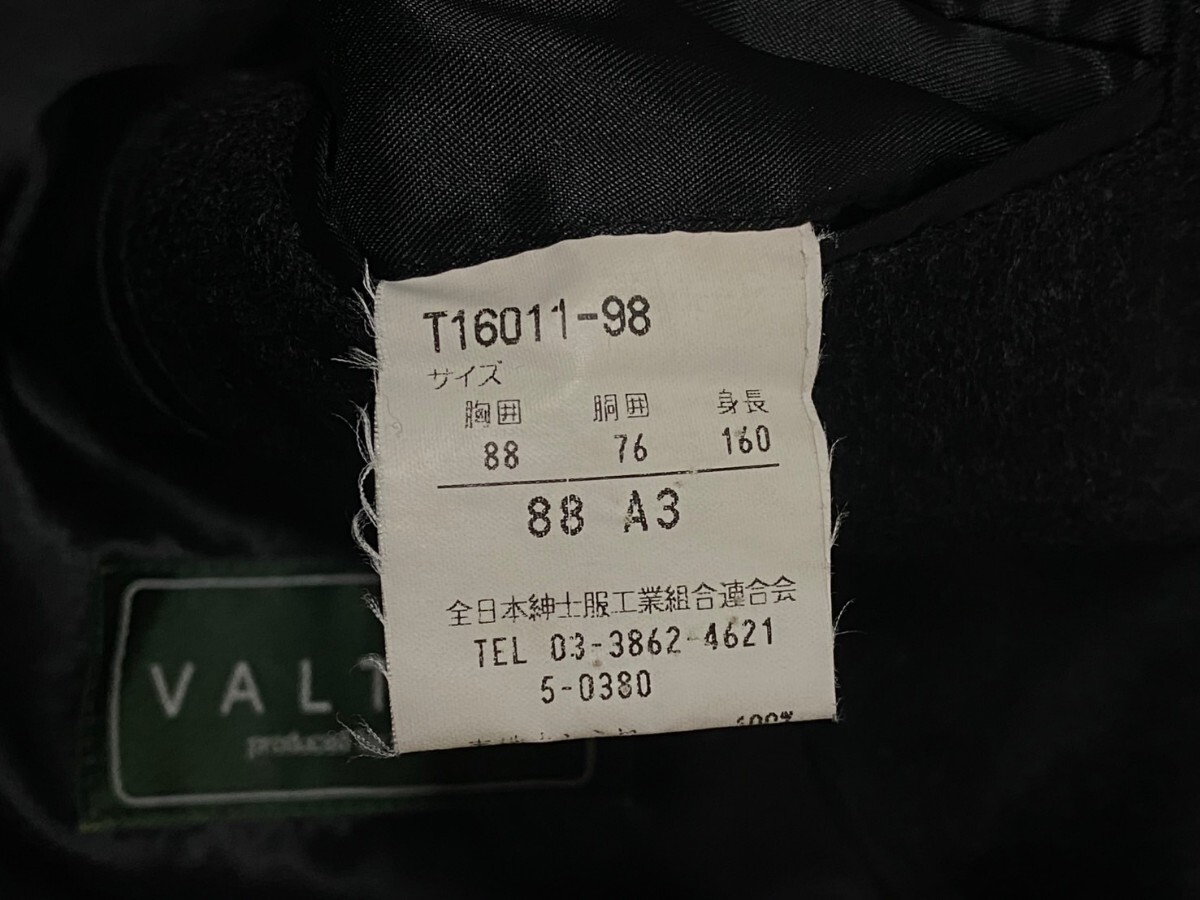 T16011-98
サイズ
胸囲 胴囲 身長
88 76 160
88 A3
全日本紳士服工業組合連合会
TEL 03-3862-4621
5-0380
100%
VALT